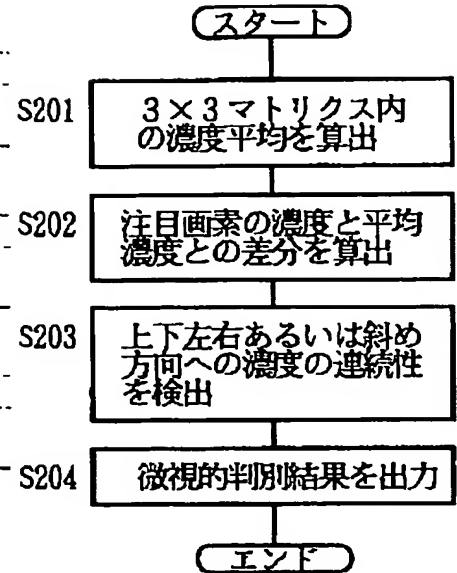 スタート
S201
3×3マトリクス内
の濃度平均を算出
S202
注目画素の濃度と平均
濃度との差分を算出
S203
上下左右あるいは斜め
方向への濃度の連続性
を検出
S204
微視的判別結果を出力
エンド